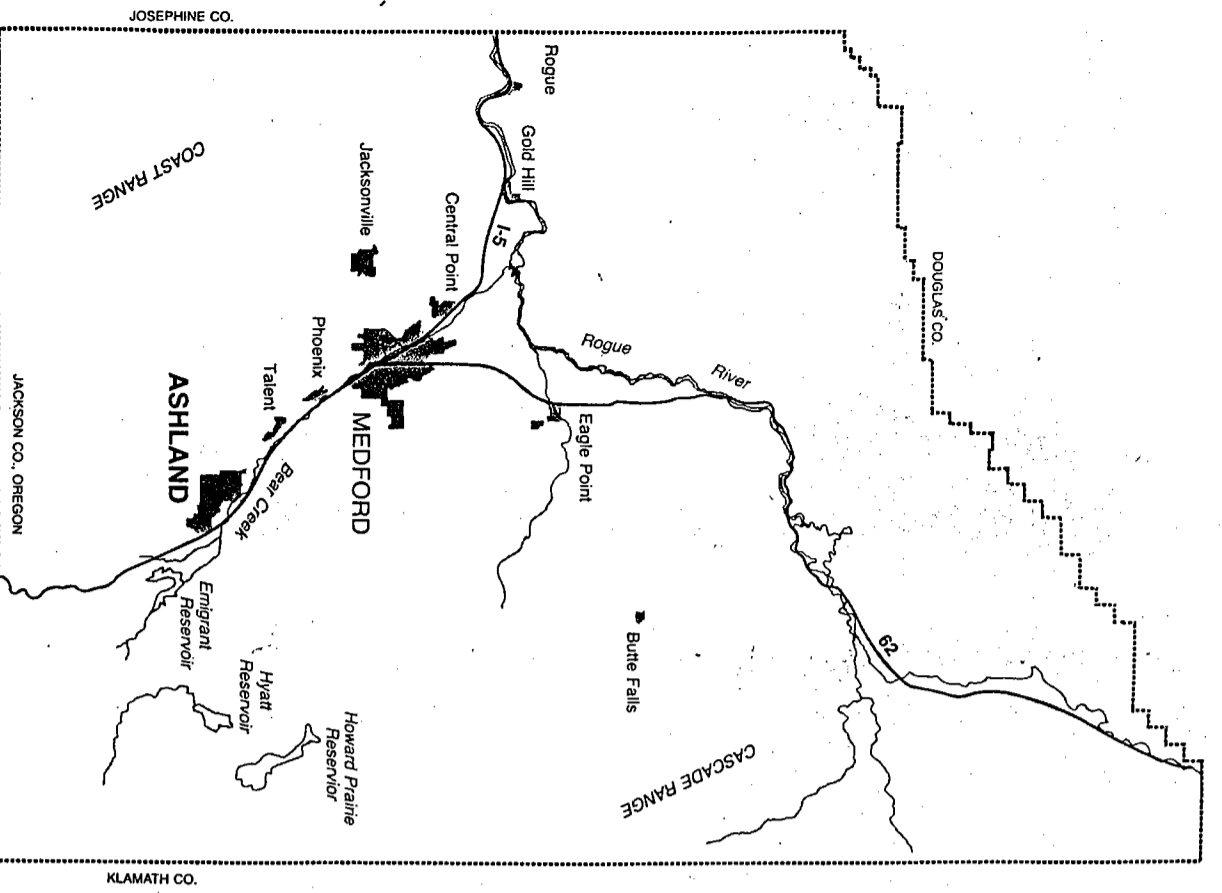 JOSEPHINE CO.
Rogue
Gold Hill
I-5
Jacksonville
Central Point
COAST RANGE
DOUGLAS CO.
Rogue
River
Phoenix
Talent
MEDFORD
ASHLAND
Eagle Point
Bear Creek
JACKSON CO., OREGON
Emigrant
Reservoir
Hyatt
Reservoir
Howard Prairie
Reservior
Butte Falls
62
CASCADE RANGE
KLAMATH CO.